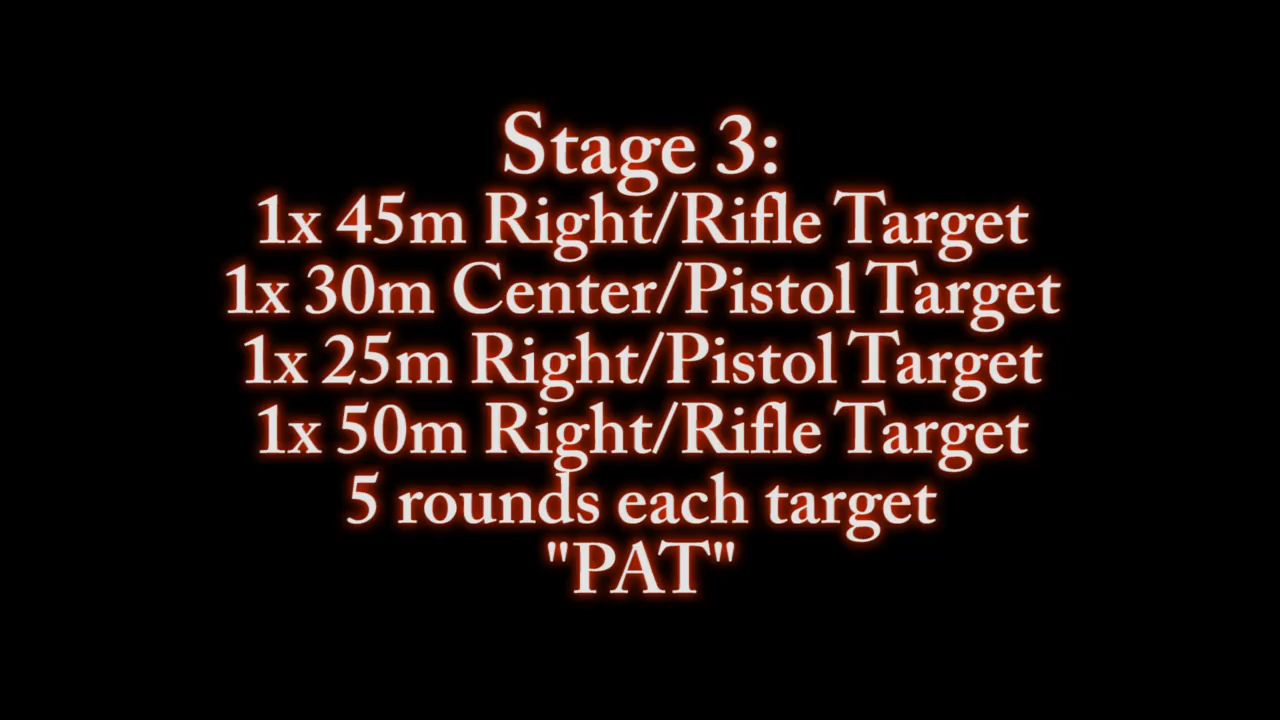 Stage 3:
1x 45m Right/Rifle Target
1x 30m Center/Pistol Target
1x 25m Right/Pistol Target
1x 50m Right/Rifle Target
5 rounds each target
"PAT"